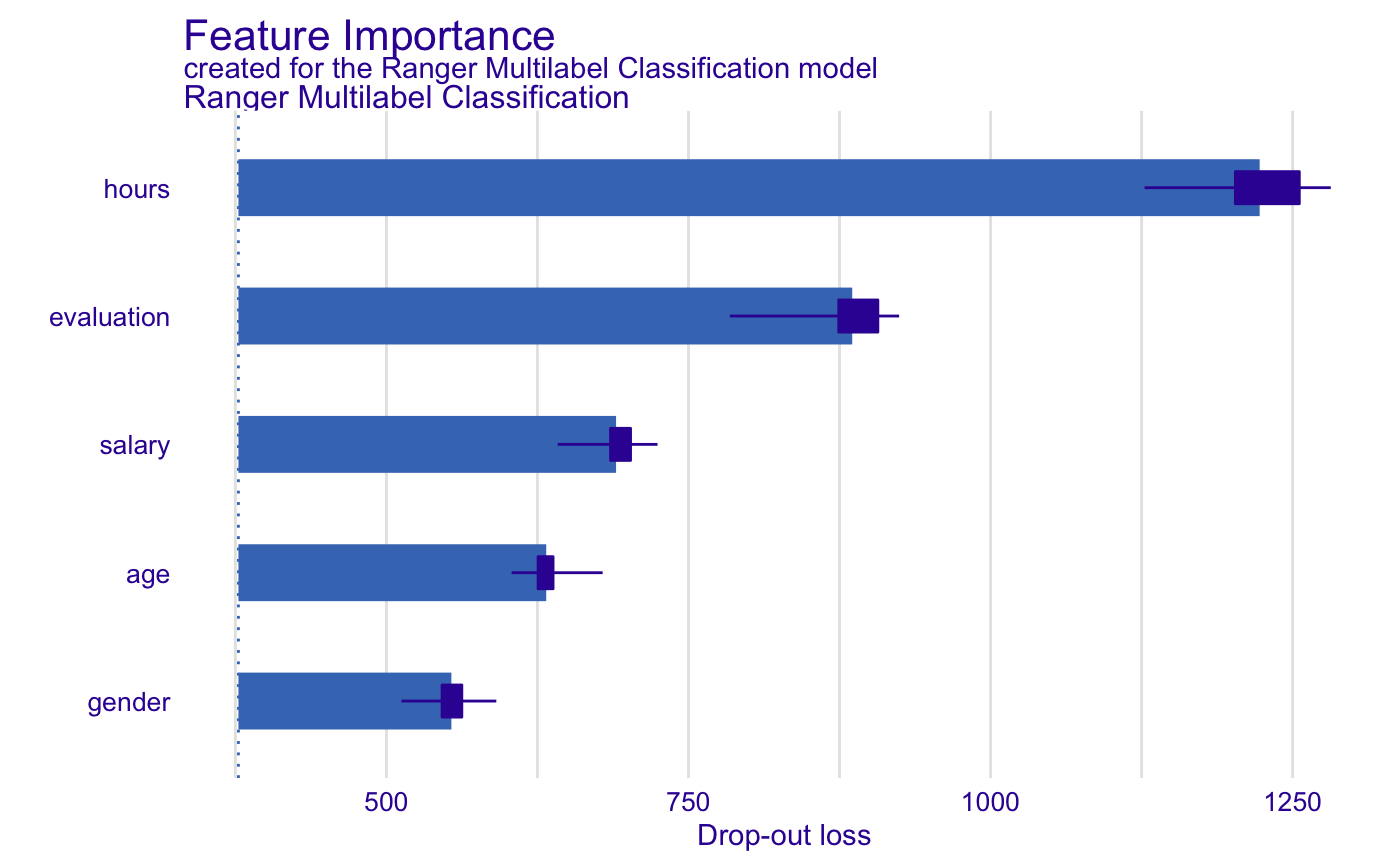 Feature Importance
created for the Ranger Multilabel Classification model
Ranger Multilabel Classification
hours
evaluation
salary
age
gender
500 750 1000 1250
Drop-out loss